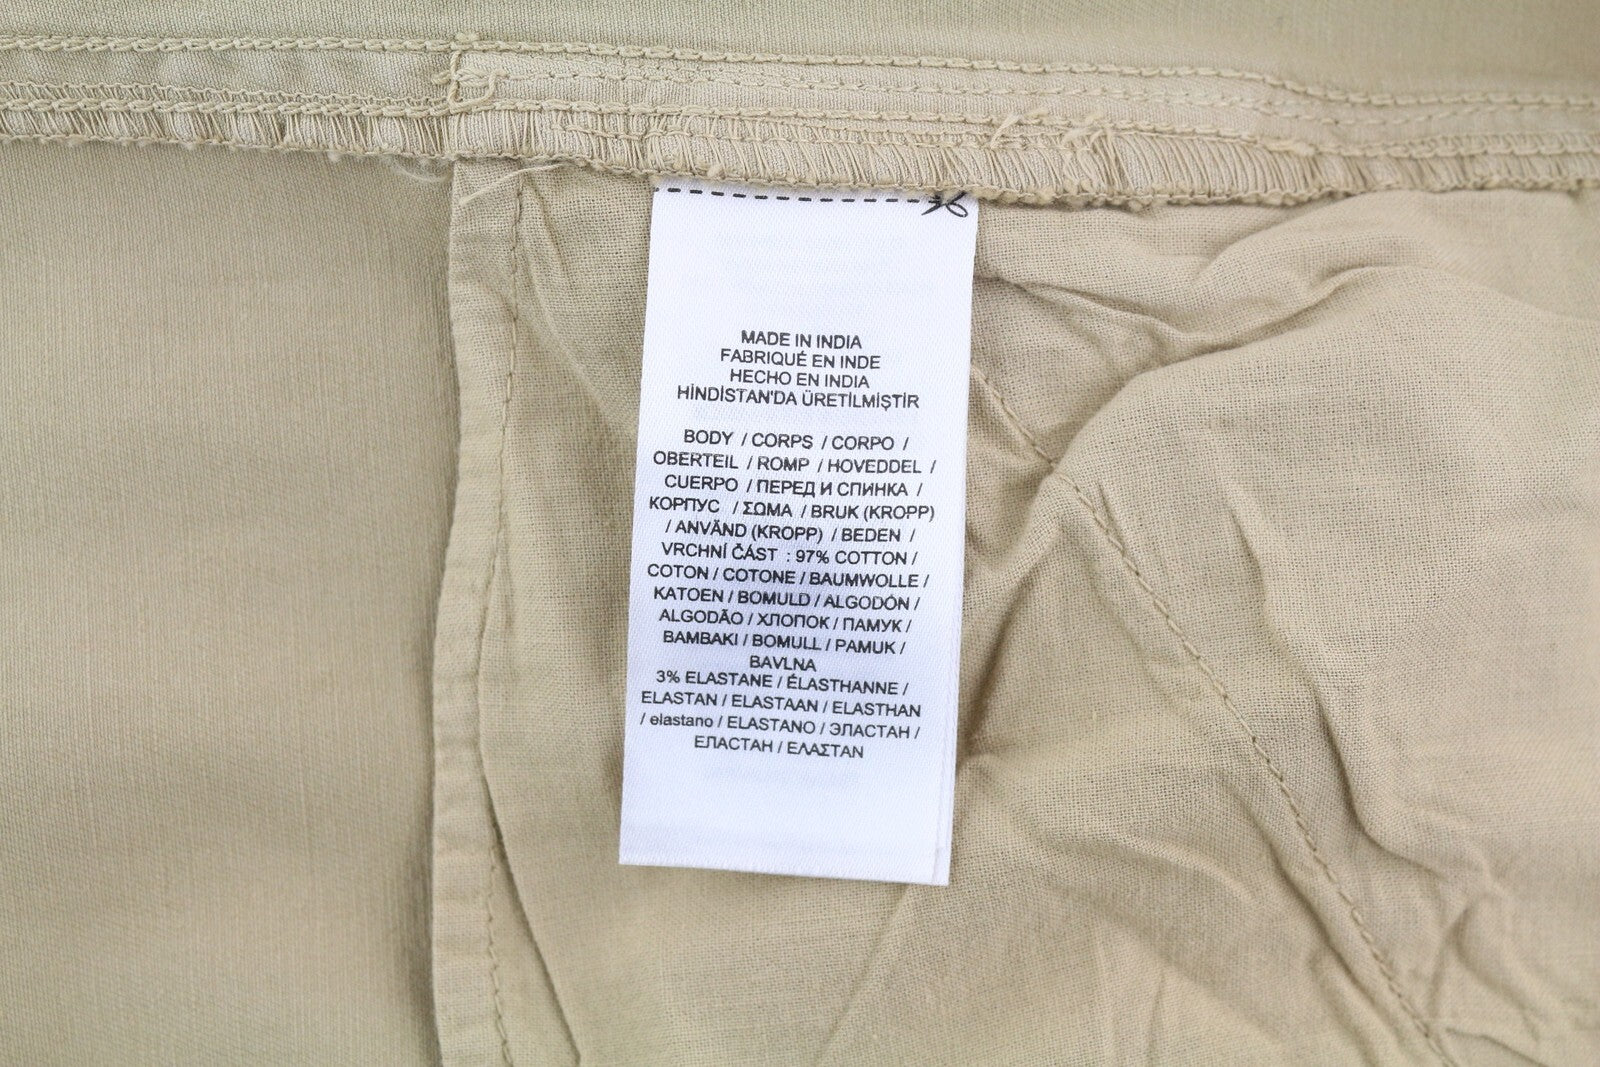 MADE IN INDIA
FABRIQUÉ EN INDE
HECHO EN INDIA
HİNDİSTAN'DA ÜRETİLMİŞTİR
BODY / CORPS / CORPO /
OBERTEIL / ROMP / HOVEDDEL /
CUERPO / ПЕРЕД И СПИНКА /
КОРПУС / ΣΩΜΑ / BRUK (KROPP)
/ ANVÄND (KROPP) / BEDEN /
VRCHNÍ ČÁST : 97% COTTON /
COTON / COTONE / BAUMWOLLE /
KATOEN / BOMULD / ALGODÓN /
ALGODÃO / ХЛОПОК / ПАМУК /
BAMBAKI / BOMULL / PAMUK /
BAVLNA
3% ELASTANE / ÉLASTHANNE /
ELASTAN / ELASTAAN / ELASTHAN
/ elastano / ELASTANO / ЭЛАСТАН /
ЕЛАСТАН / ΕΛΑΣΤΑΝ